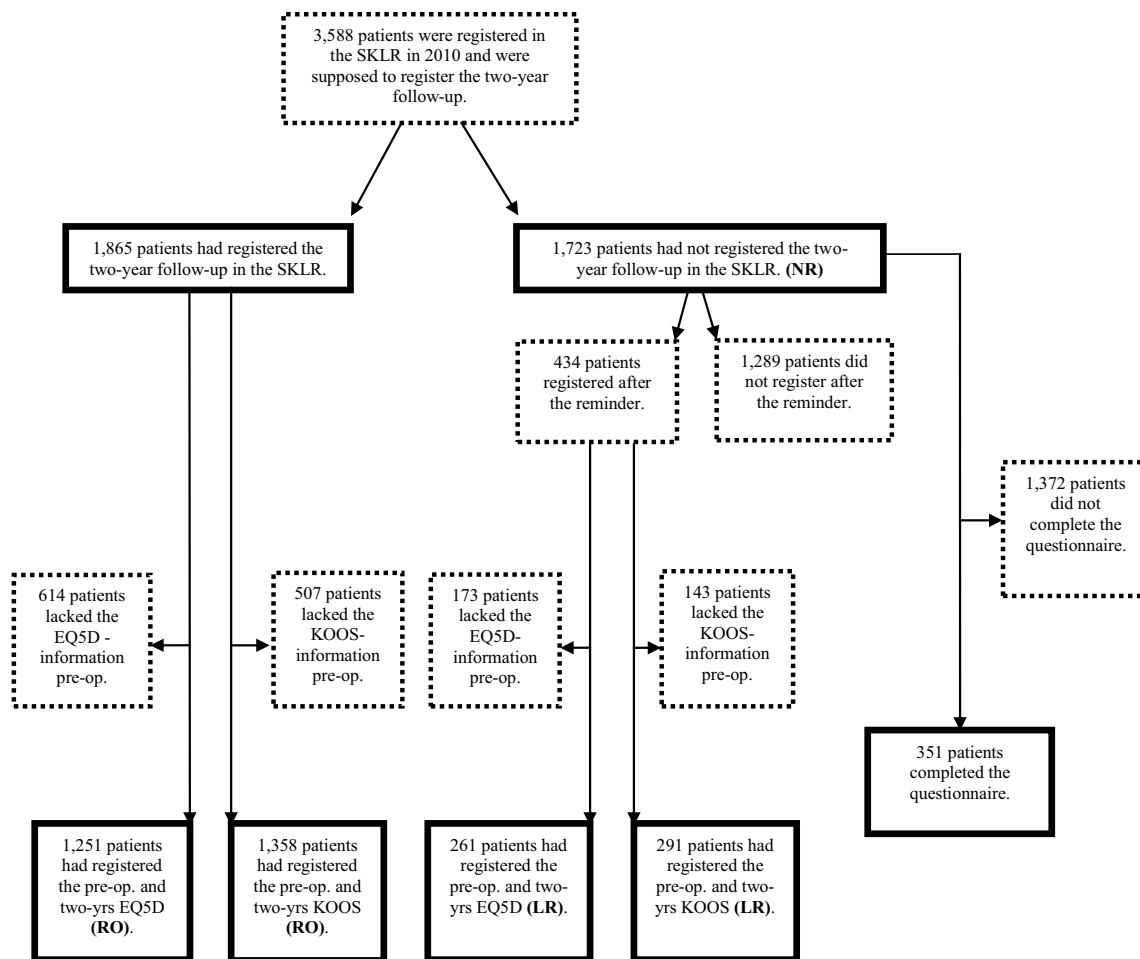 3,588 patients were registered in
the SKLR in 2010 and were
supposed to register the two-year
follow-up.
1,865 patients had registered the
two-year follow-up in the SKLR.
1,723 patients had not registered the two-
year follow-up in the SKLR. (NR)
434 patients
registered after
the reminder.
1,289 patients did
not register after
the reminder.
1,372 patients
did not
complete the
questionnaire.
614 patients
lacked the
EQ5D -
information
pre-op.
507 patients
lacked the
KOOS-
information
pre-op.
173 patients
lacked the
EQ5D-
information
pre-op.
143 patients
lacked the
KOOS-
information
pre-op.
351 patients
completed the
questionnaire.
1,251 patients
had registered
the pre-op. and
two-yrs EQ5D
(RO).
1,358 patients
had registered
the pre-op. and
two-yrs KOOS
(RO).
261 patients had
registered the
pre-op. and two-
yrs EQ5D (LR).
291 patients had
registered the
pre-op. and two-
yrs KOOS (LR).